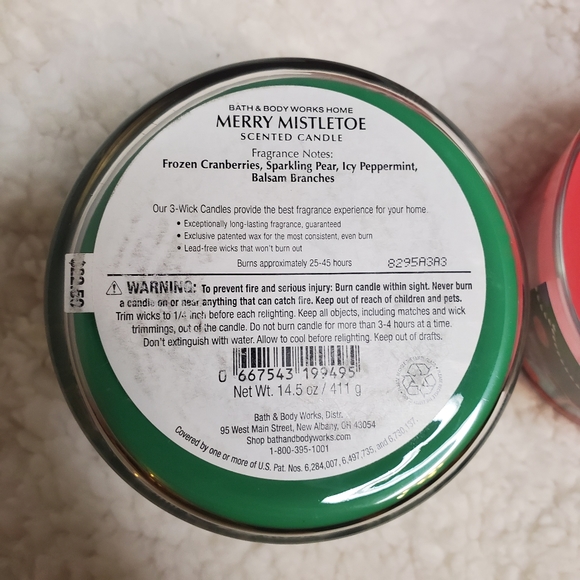 BATH & BODY WORKS HOME
MERRY MISTLETOE
SCENTED CANDLE
Fragrance Notes:
Frozen Cranberries, Sparkling Pear, Icy Peppermint,
Balsam Branches
Our 3-Wick Candles provide the best fragrance experience for your home.
• Exceptionally long-lasting fragrance, guaranteed
• Exclusive patented wax for the most consistent, even burn
• Lead-free wicks that won't burn out
Burns approximately 25-45 hours 8295A3A3
WARNING: To prevent fire and serious injury: Burn candle within sight. Never burn
a candle on or near anything that can catch fire. Keep out of reach of children and pets.
Trim wicks to 1/4 inch before each relighting. Keep all objects, including matches and wick
trimmings, out of the candle. Do not burn candle for more than 3-4 hours at a time.
Don't extinguish with water. Allow to cool before relighting. Keep out of drafts.
0 667543 199495
Net Wt. 14.5 oz / 411 g
Bath & Body Works, Distr.
95 West Main Street, New Albany, OH 43054
Shop bathandbodyworks.com
1-800-395-1001
Covered by one or more of U.S. Pat. Nos. 6,284,007, 6,497,735, and 6,730,137.